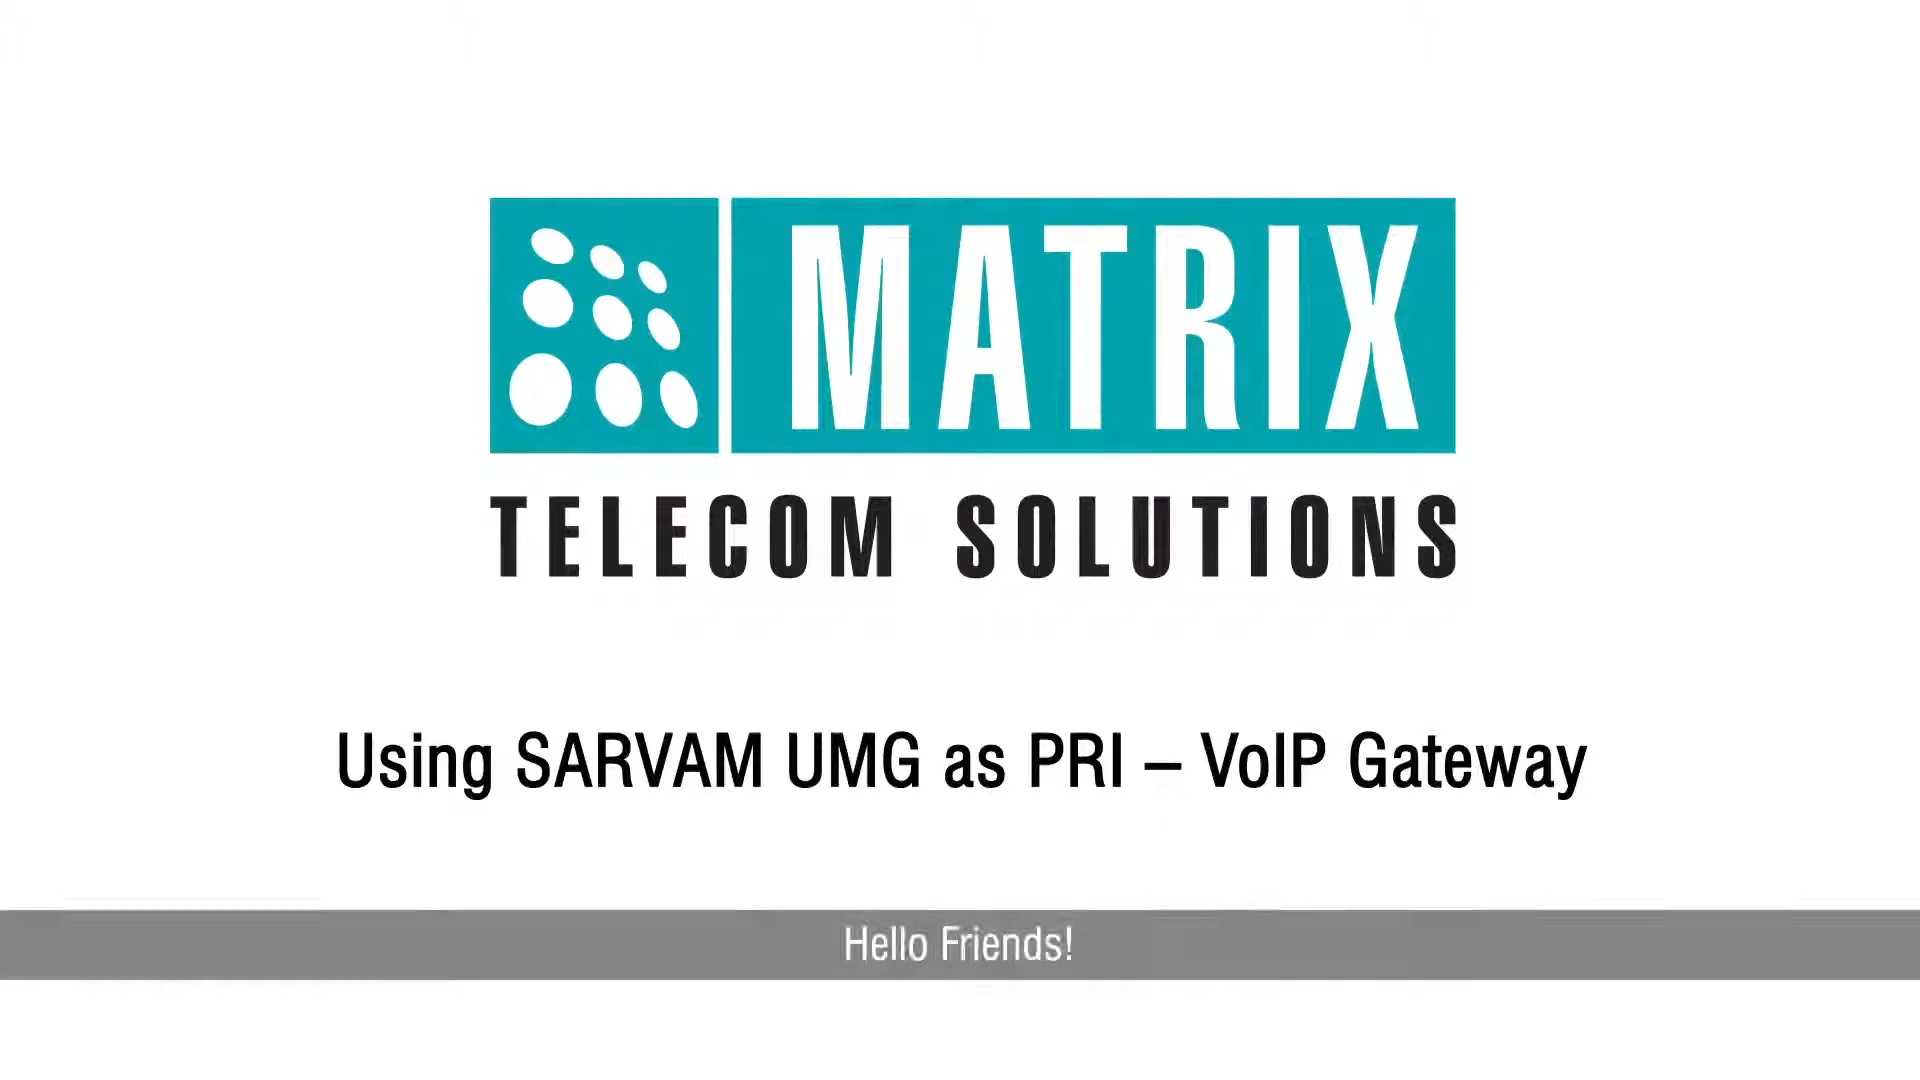 MATRIX
TELECOM SOLUTIONS
Using SARVAM UMG as PRI – VoIP Gateway
Hello Friends!